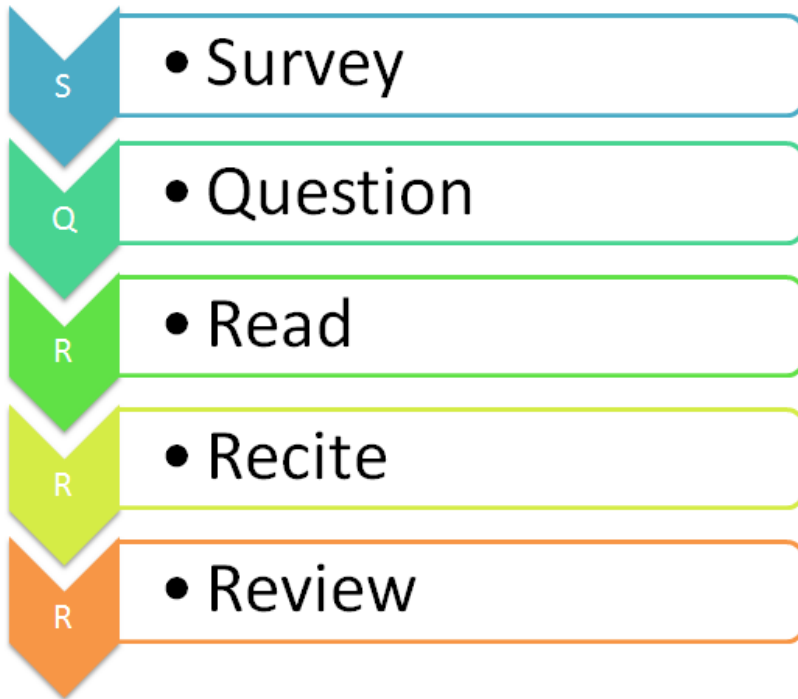 S
• Survey
Q
• Question
R
• Read
R
• Recite
R
• Review